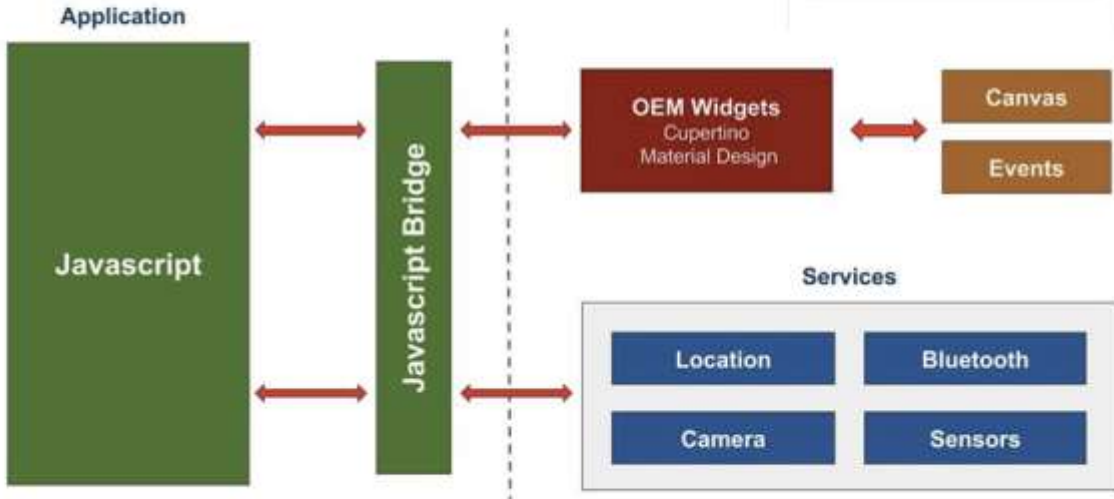 Application
Javascript
Javascript Bridge
OEM Widgets
Cupertino
Material Design
Canvas
Events
Services
Location
Bluetooth
Camera
Sensors